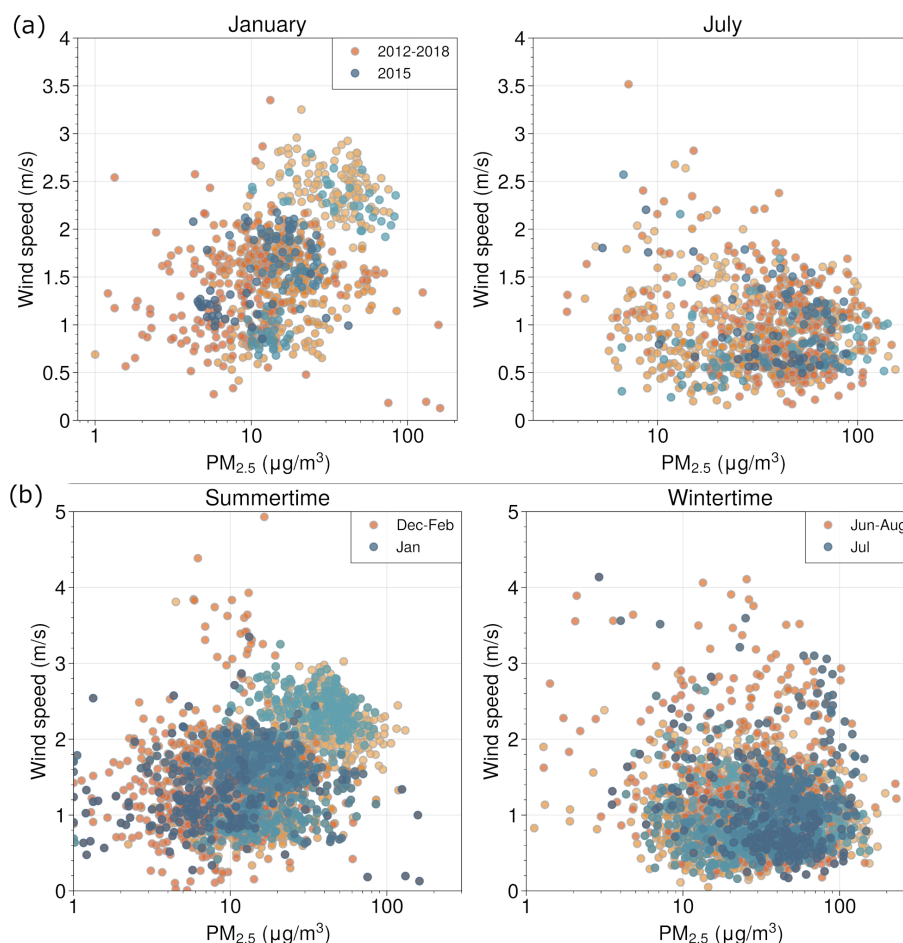 (a)
January
July
4
3.5
3
2.5
2
1.5
1
0.5
0
Wind speed (m/s)
2012-2018
2015
1
10
100
PM2.5 (μg/m³)
4
3.5
3
2.5
2
1.5
1
0.5
0
Wind speed (m/s)
10
100
PM2.5 (μg/m³)
(b)
Summertime
Wintertime
5
4
3
2
1
0
Wind speed (m/s)
Dec-Feb
Jan
1
10
100
PM2.5 (μg/m³)
5
4
3
2
1
0
Wind speed (m/s)
Jun-Aug
Jul
1
10
100
PM2.5 (μg/m³)